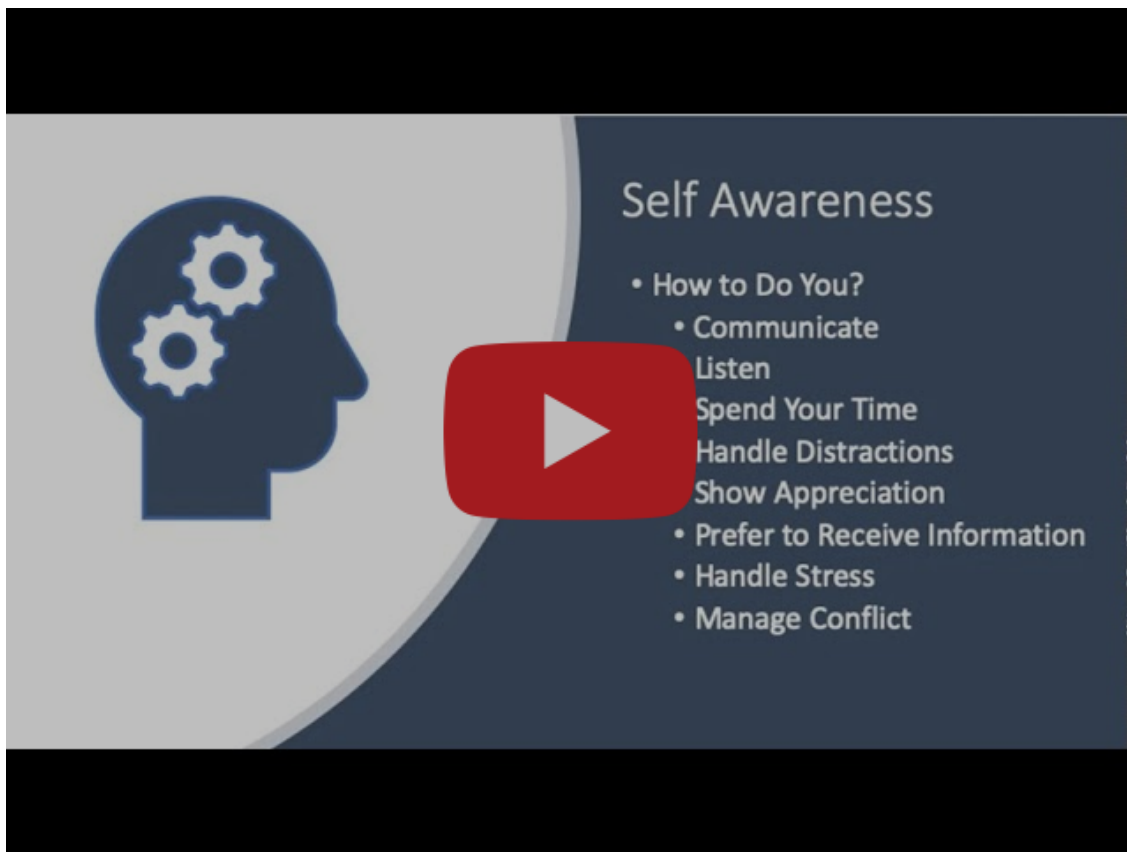 Self Awareness
• How to Do You?
• Communicate
Listen
Spend Your Time
Handle Distractions
Show Appreciation
• Prefer to Receive Information
• Handle Stress
• Manage Conflict